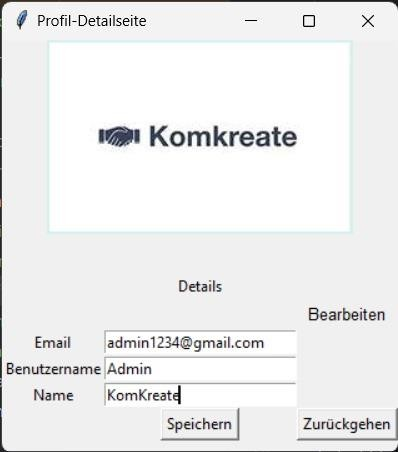 Profil-Detailseite
Komkreate
Details
Bearbeiten
Email admin1234@gmail.com
Benutzername Admin
Name KomKreate
Speichern Zurückgehen